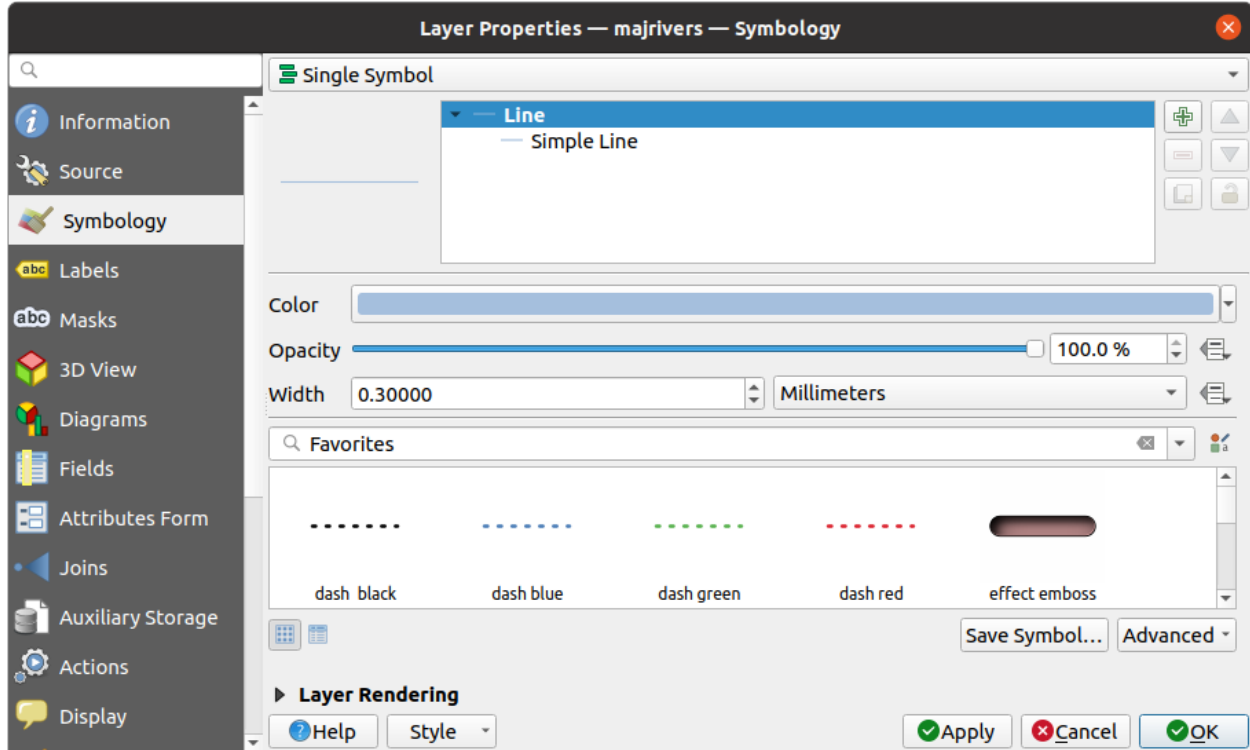 Layer Properties — majrivers — Symbology
Information
Source
Symbology
abc Labels
abc Masks
3D View
Diagrams
Fields
Attributes Form
Joins
Auxiliary Storage
Actions
Display
Single Symbol
Line
Simple Line
Color
Opacity 100.0 %
Width 0.30000 Millimeters
Favorites
a
dash  black dash blue dash green dash red effect emboss
Save Symbol... Advanced
Layer Rendering
Help Style Apply Cancel OK